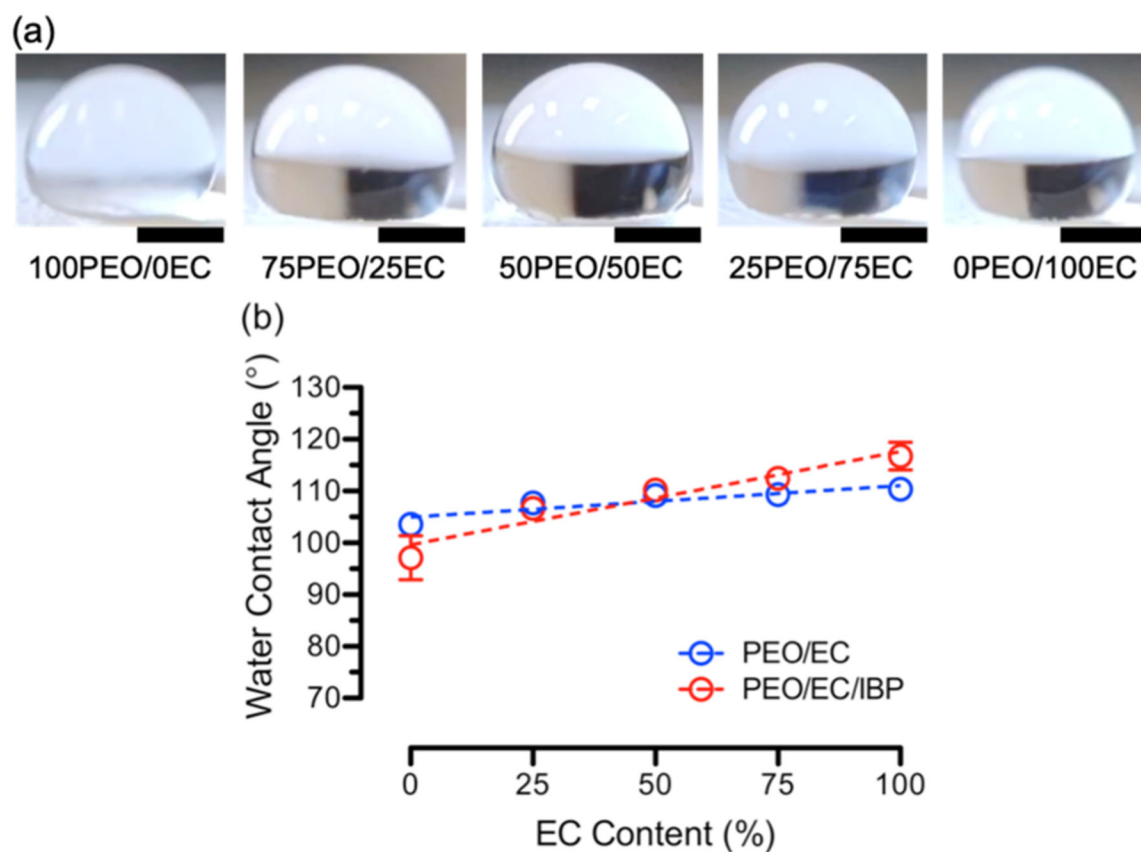 (a)
100PEO/0EC
75PEO/25EC
50PEO/50EC
25PEO/75EC
0PEO/100EC
(b)
Water Contact Angle (°)
130
120
110
100
90
80
70
PEO/EC
PEO/EC/IBP
0
25
50
75
100
EC Content (%)